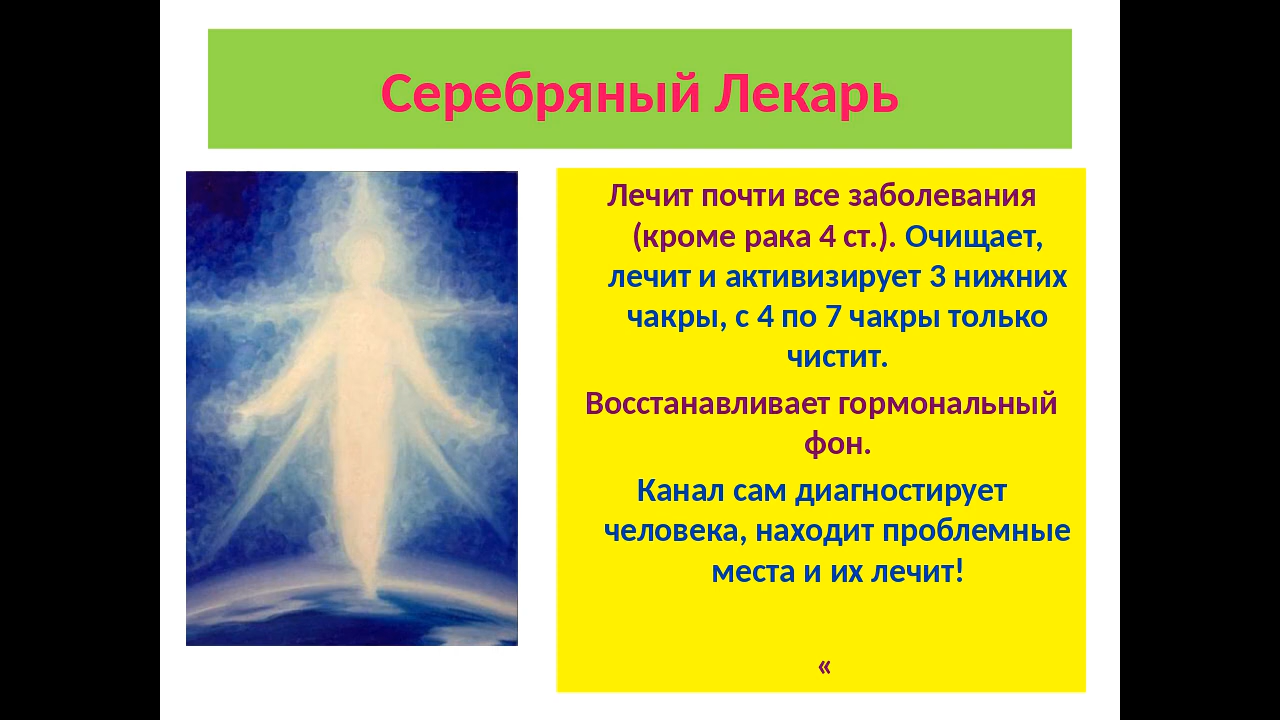 Серебряный Лекарь
Лечит почти все заболевания
(кроме рака 4 ст.). Очищает,
лечит и активизирует 3 нижних
чакры, с 4 по 7 чакры только
чистит.
Восстанавливает гормональный
фон.
Канал сам диагностирует
человека, находит проблемные
места и их лечит!
«